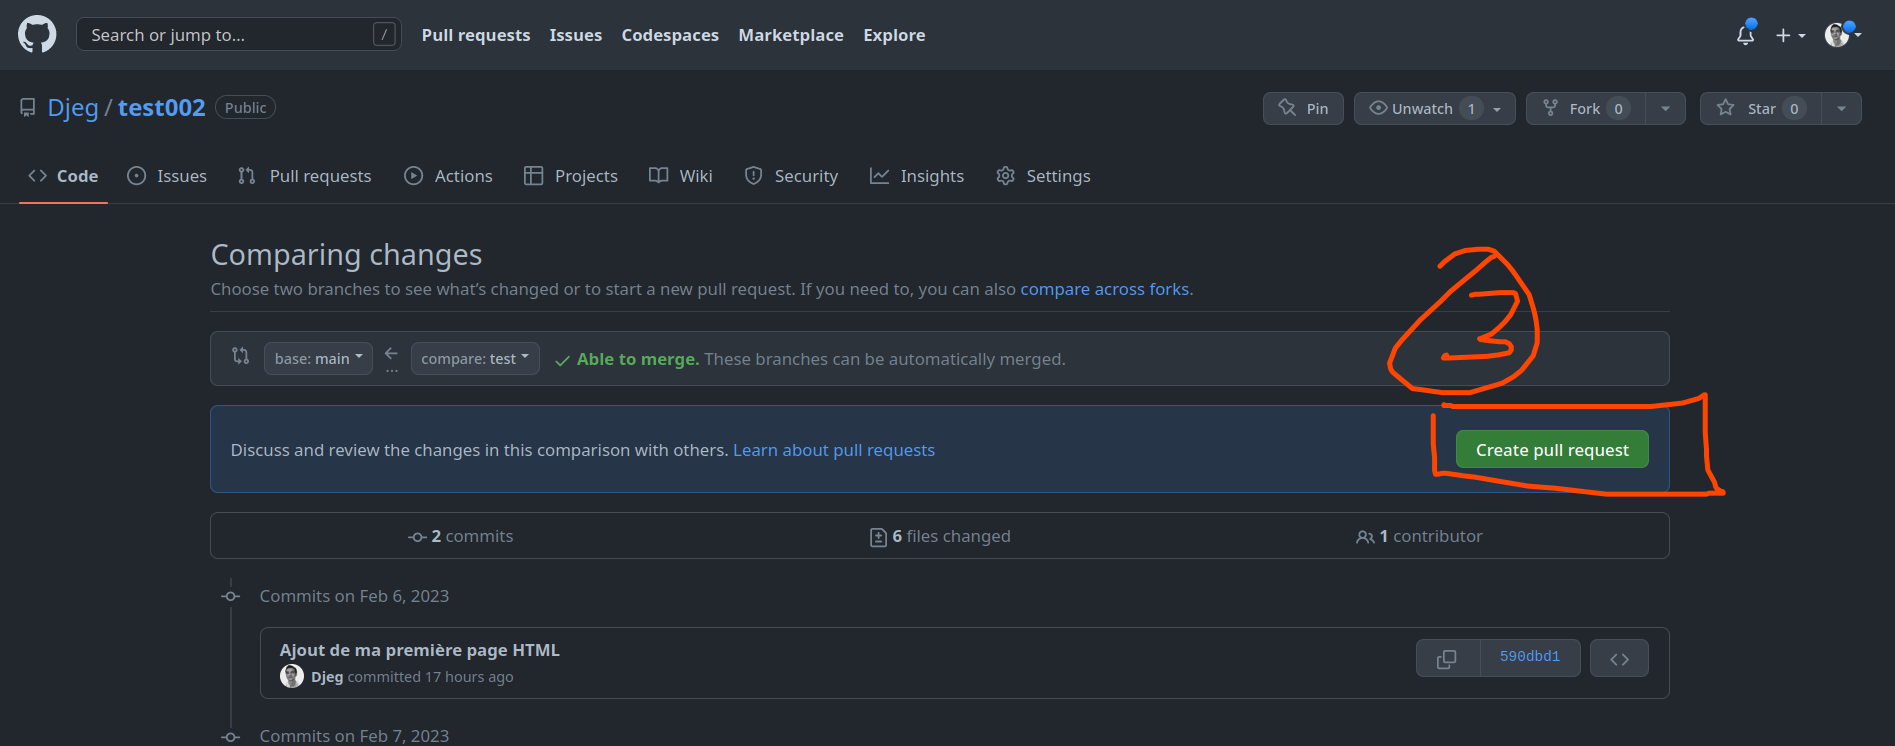 Search or jump to... / Pull requests Issues Codespaces Marketplace Explore
Djeg / test002 Public Pin Unwatch 1 Fork 0 Star 0
Code Issues Pull requests Actions Projects Wiki Security Insights Settings
Comparing changes
Choose two branches to see what’s changed or to start a new pull request. If you need to, you can also compare across forks.
3
base: main ← compare: test ✓ Able to merge. These branches can be automatically merged.
...
Discuss and review the changes in this comparison with others. Learn about pull requests Create pull request
2 commits 6 files changed 1 contributor
Commits on Feb 6, 2023
Ajout de ma première page HTML
590dbd1 <>
Djeg committed 17 hours ago
Commits on Feb 7, 2023